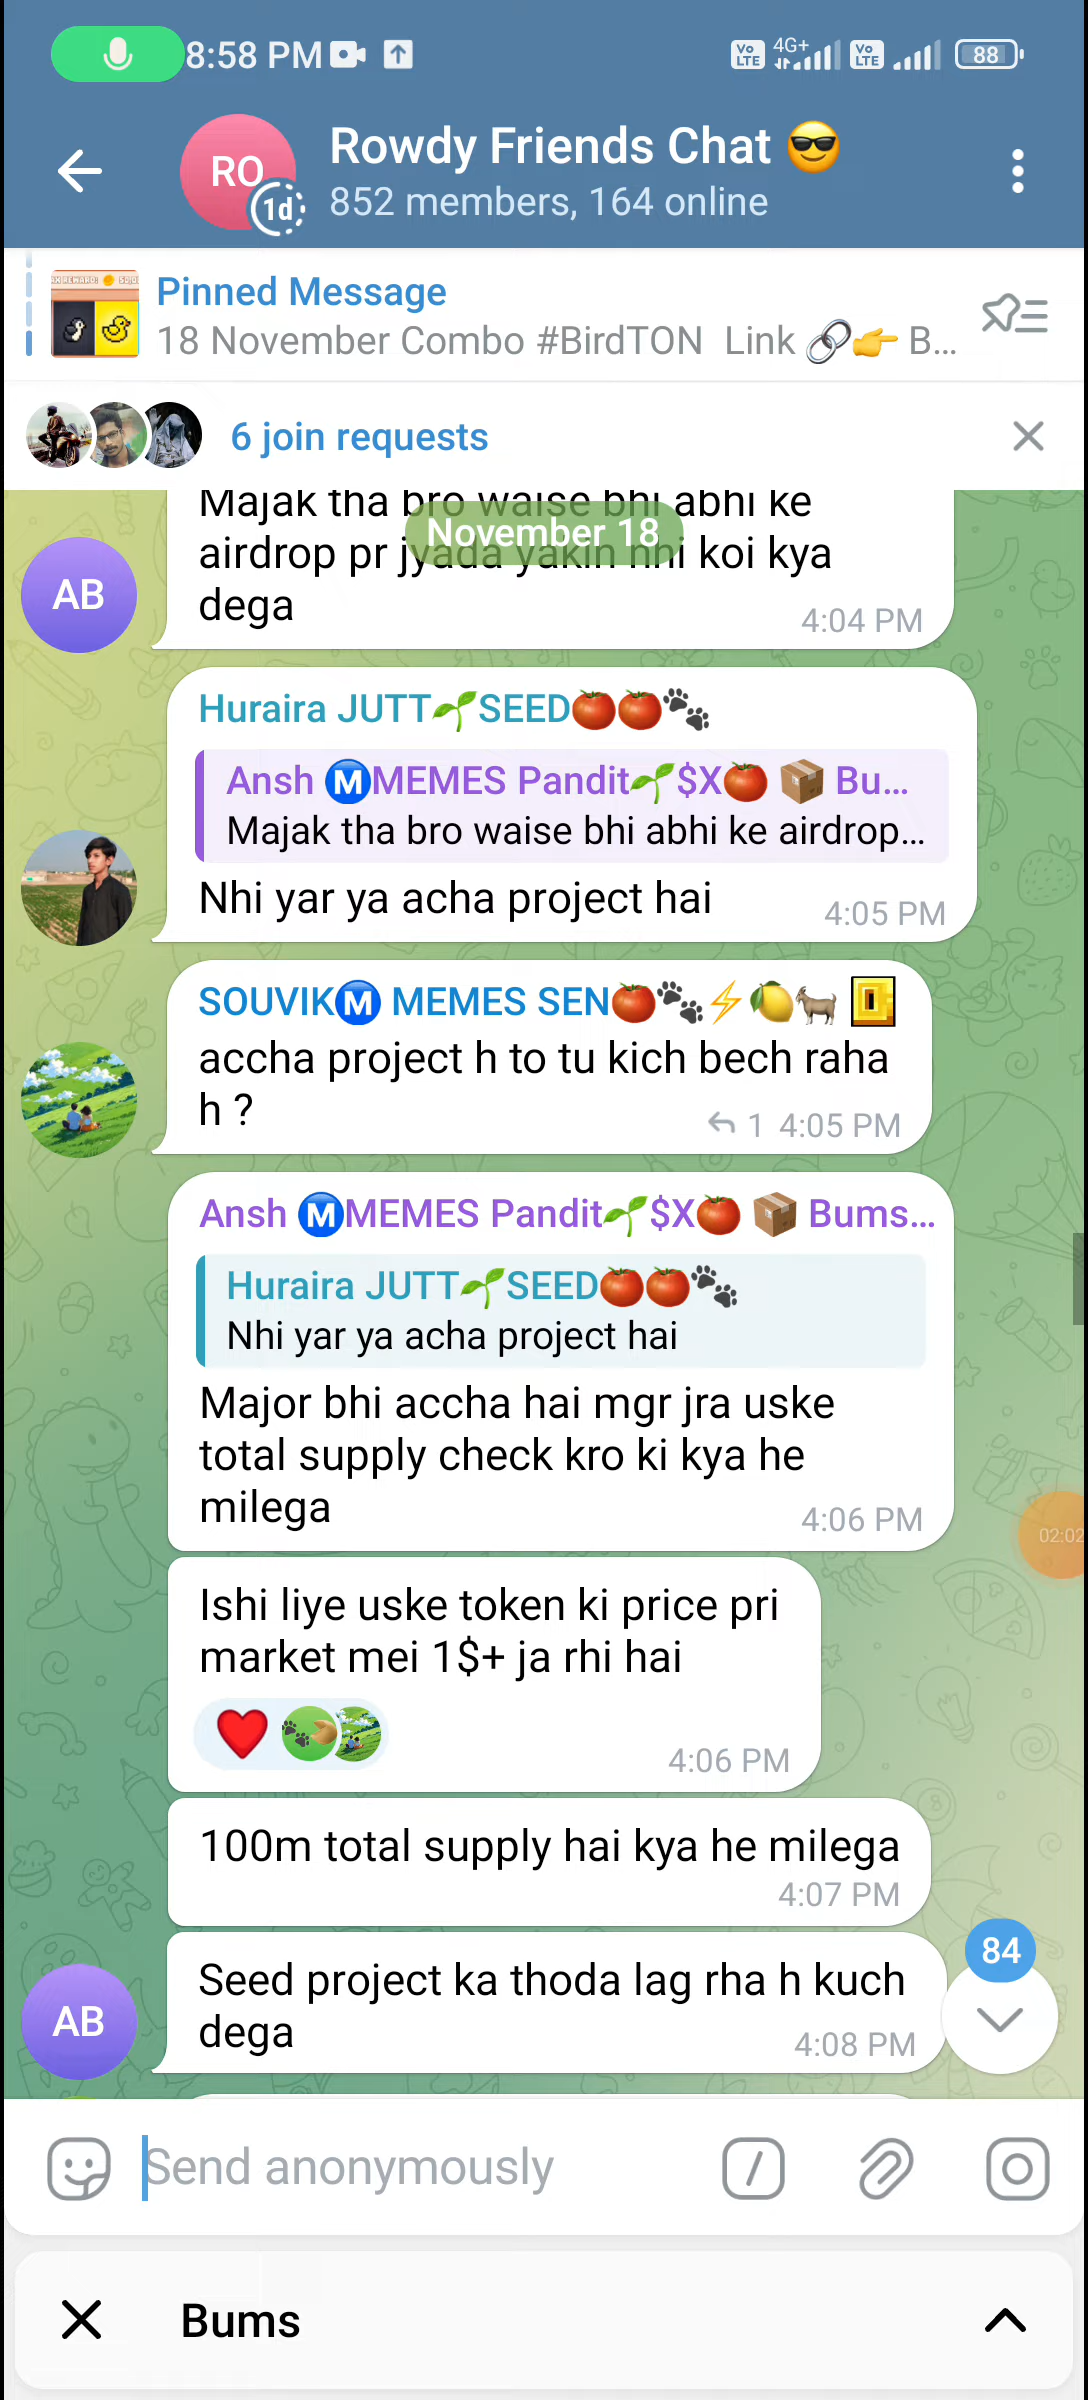 8:58 PM
Vo LTE 4G+ Vo LTE 88
Rowdy Friends Chat 😎
RO
1d
852 members, 164 online
Pinned Message
18 November Combo #BirdTON Link 🔗👉 B...
6 join requests
Majak tha bro waise bhi abhi ke
November 18
airdrop pr jyada yakin nhi koi kya
dega
4:04 PM
AB
Huraira JUTT🌱SEED🍅🍅🐾
Ansh Ⓜ️MEMES Pandit🌱$X🍅 📦 Bu...
Majak tha bro waise bhi abhi ke airdrop...
Nhi yar ya acha project hai
4:05 PM
SOUVIKⓂ️ MEMES SEN🍅🐾⚡🍋🐐
accha project h to tu kich bech raha
h ?
1 4:05 PM
Ansh Ⓜ️MEMES Pandit🌱$X🍅 📦 Bums...
Huraira JUTT🌱SEED🍅🍅🐾
Nhi yar ya acha project hai
Major bhi accha hai mgr jra uske
total supply check kro ki kya he
milega
4:06 PM
02:02
Ishi liye uske token ki price pri
market mei 1$+ ja rhi hai
❤️
4:06 PM
100m total supply hai kya he milega
4:07 PM
84
Seed project ka thoda lag rha h kuch
dega
4:08 PM
AB
Send anonymously
Bums